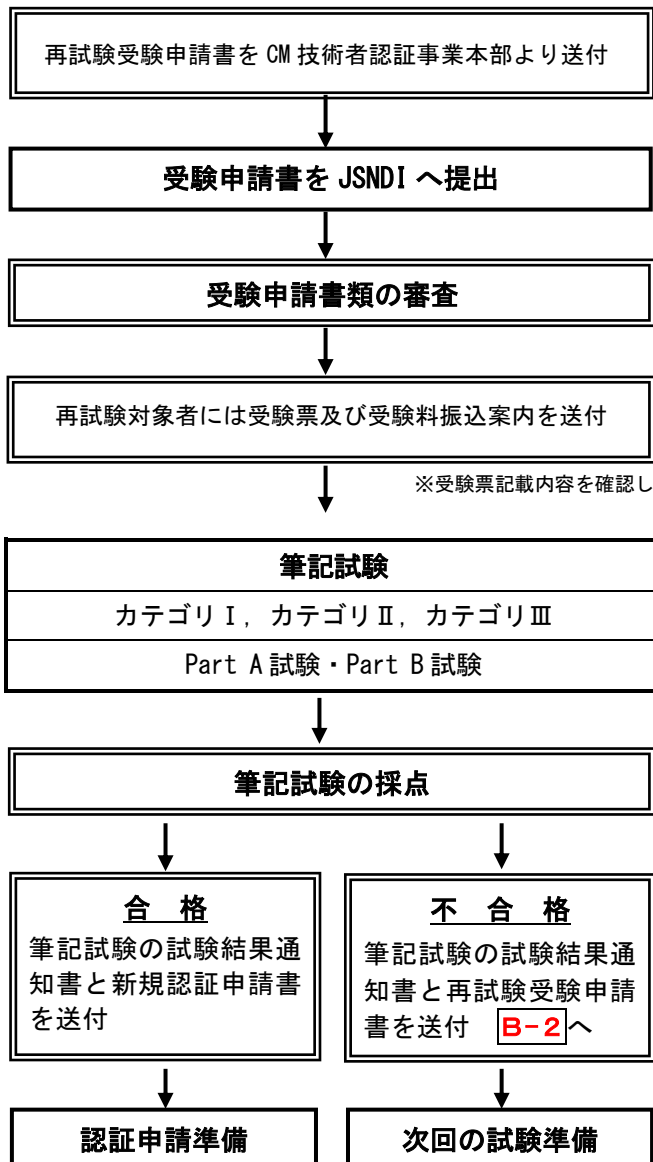 再試験受験申請書を CM 技術者認証事業本部より送付
受験申請書を JSNDI へ提出
受験申請書類の審査
再試験対象者には受験票及び受験料振込案内を送付
※受験票記載内容を確認し
筆記試験
カテゴリⅠ, カテゴリⅡ, カテゴリⅢ
Part A 試験・Part B 試験
筆記試験の採点
合 格
筆記試験の試験結果通
知書と新規認証申請書
を送付
不 合 格
筆記試験の試験結果通
知書と再試験受験申請
書を送付 B-2へ
認証申請準備
次回の試験準備